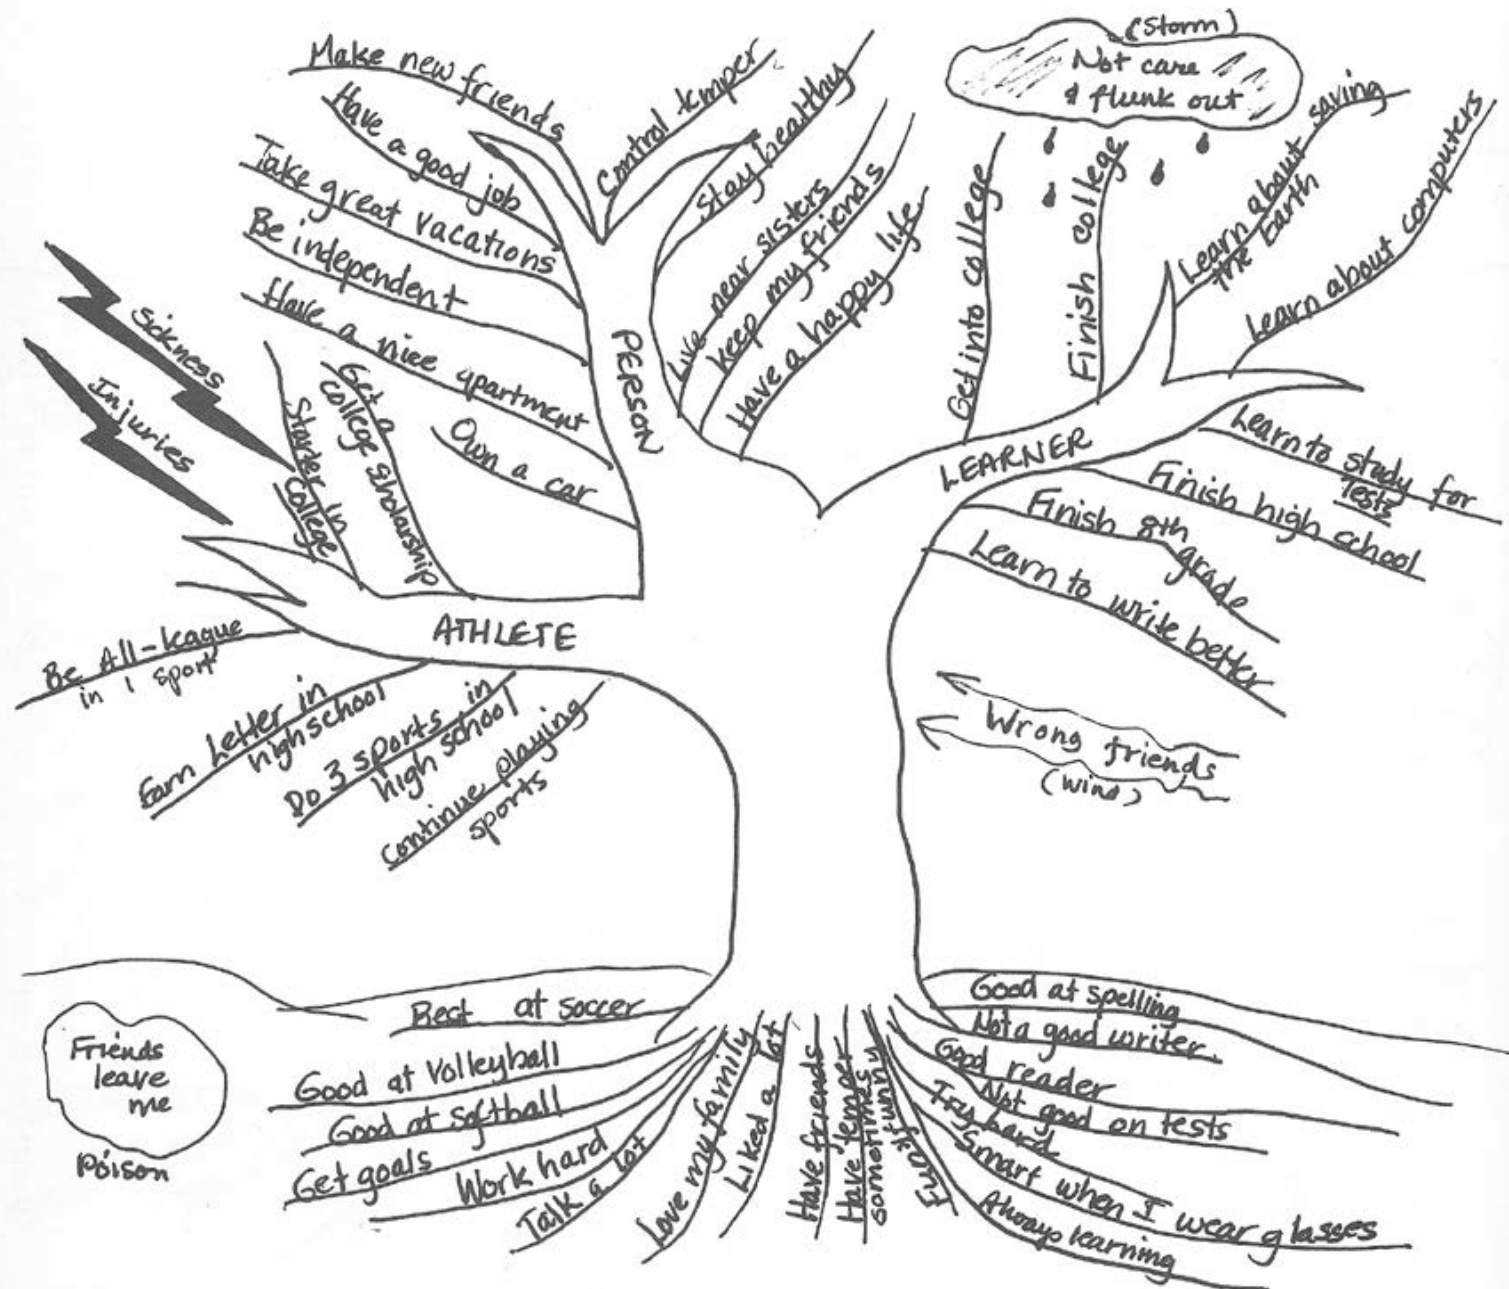 Make new friends
Have a good job
Take great vacations
Be independent
Have a nice apartment
Own a car
Control temper
Stay healthy
Live near sisters
keep my friends
Have a happy life
PERSON
(Storm)
Not care
& flunk out
Get into college
Finish college
Learn about saving
the Earth
Learn about computers
LEARNER
Learn to study for
Tests
Finish high school
Finish 8th
grade
Learn to write better
Wrong friends
(wind)
Sickness
Injuries
Starter in
College
Get a
college scholarship
ATHLETE
Be All-league
in 1 sport
Earn Letter in
high school
Do 3 sports in
high school
continue playing
sports
Friends
leave
me
Poison
Best at soccer
Good at Volleyball
Good at softball
Get goals
Work hard
Talk a lot
Love my family
Liked a lot
Have friends
Have temper
sometimes
Funny
Good at spelling
Not a good writer.
Good reader
Not good on tests
Try hard
Smart when I wear glasses
Always learning